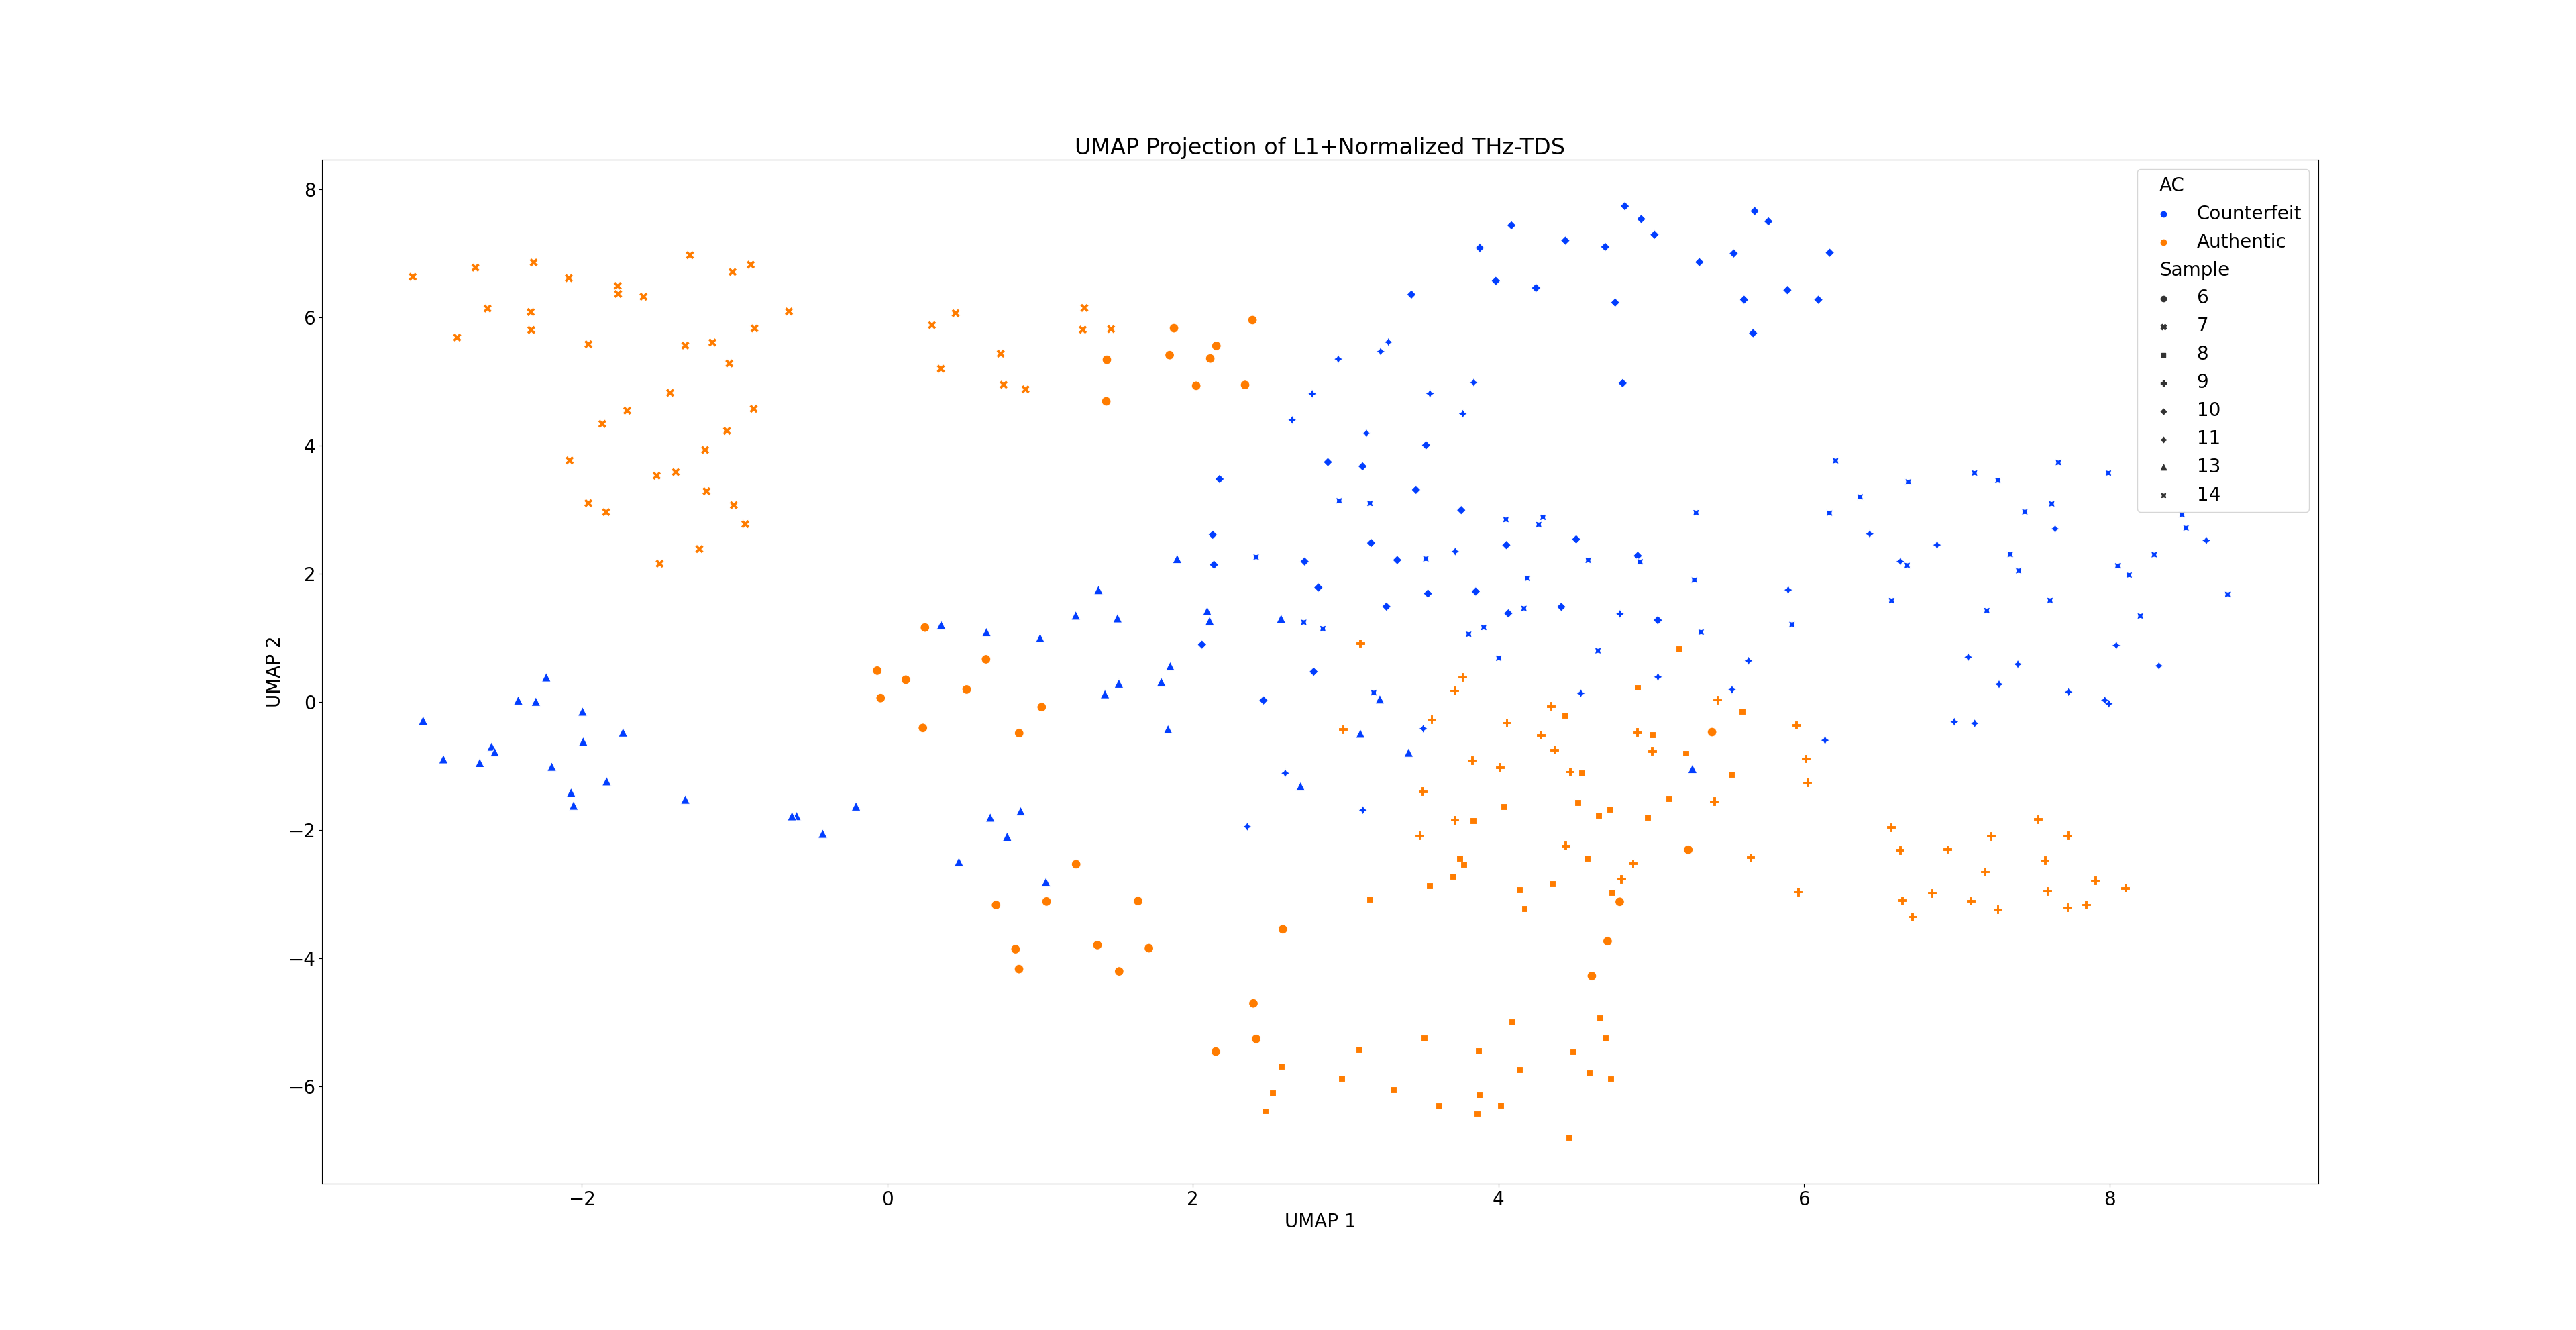 UMAP Projection of L1+Normalized THz-TDS
AC
Counterfeit
Authentic
Sample
6
7
8
9
10
11
13
14
8
6
4
2
0
−2
−4
−6
UMAP 2
−2 0 2 4 6 8
UMAP 1